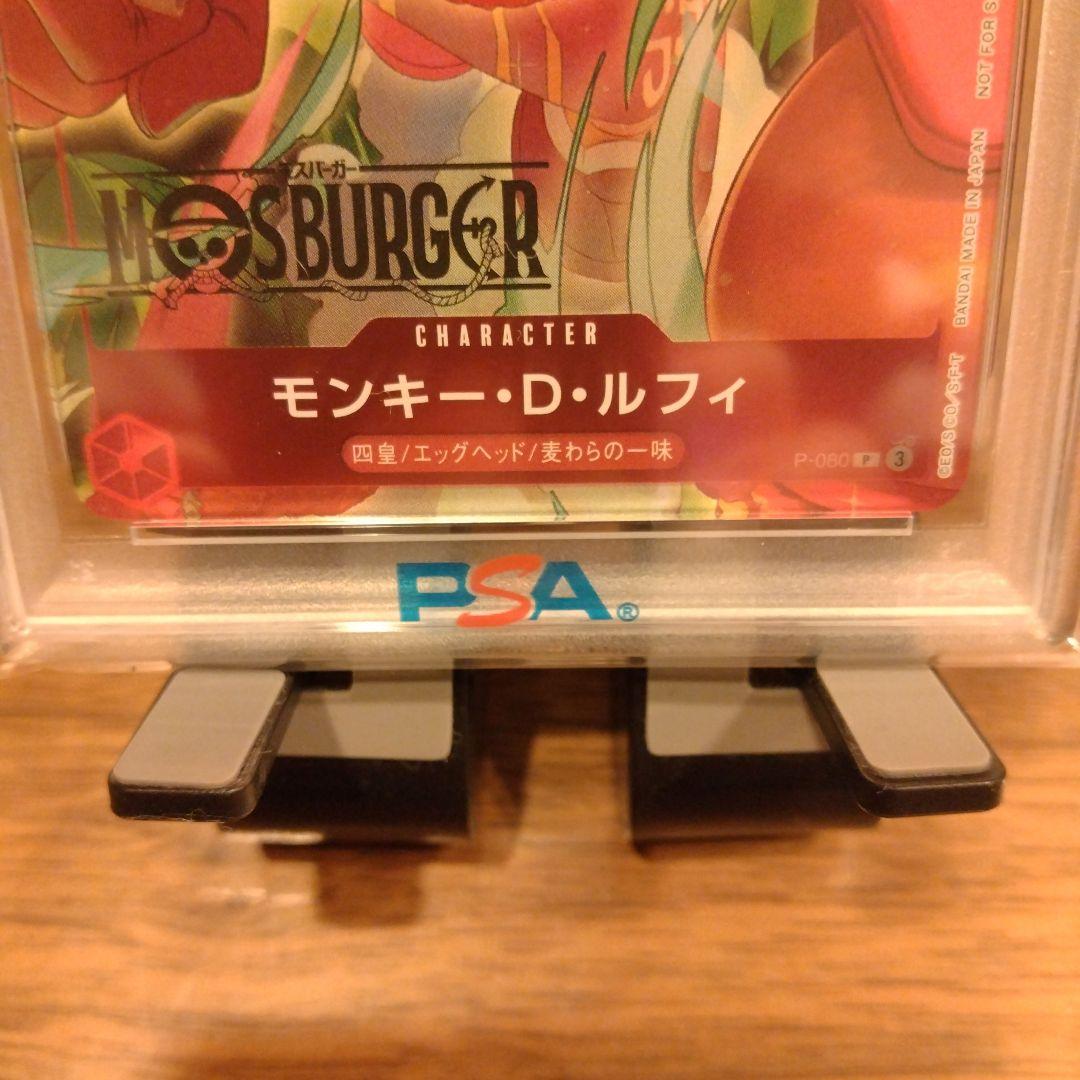 モスバーガー
MOSBURGER
CHARACTER
モンキー・D・ルフィ
四皇/エッグヘッド/麦わらの一味
P-080 P 3
©EO/S CO/S・F・T BANDAI MADE IN JAPAN NOT FOR S
PSA®